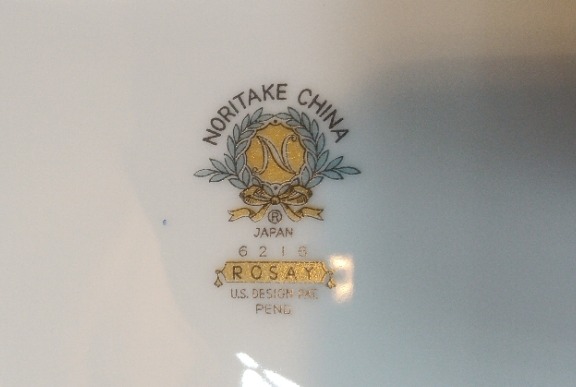 NORITAKE CHINA
N
®
JAPAN
6216
ROSAY
U.S. DESIGN PAT.
PEND